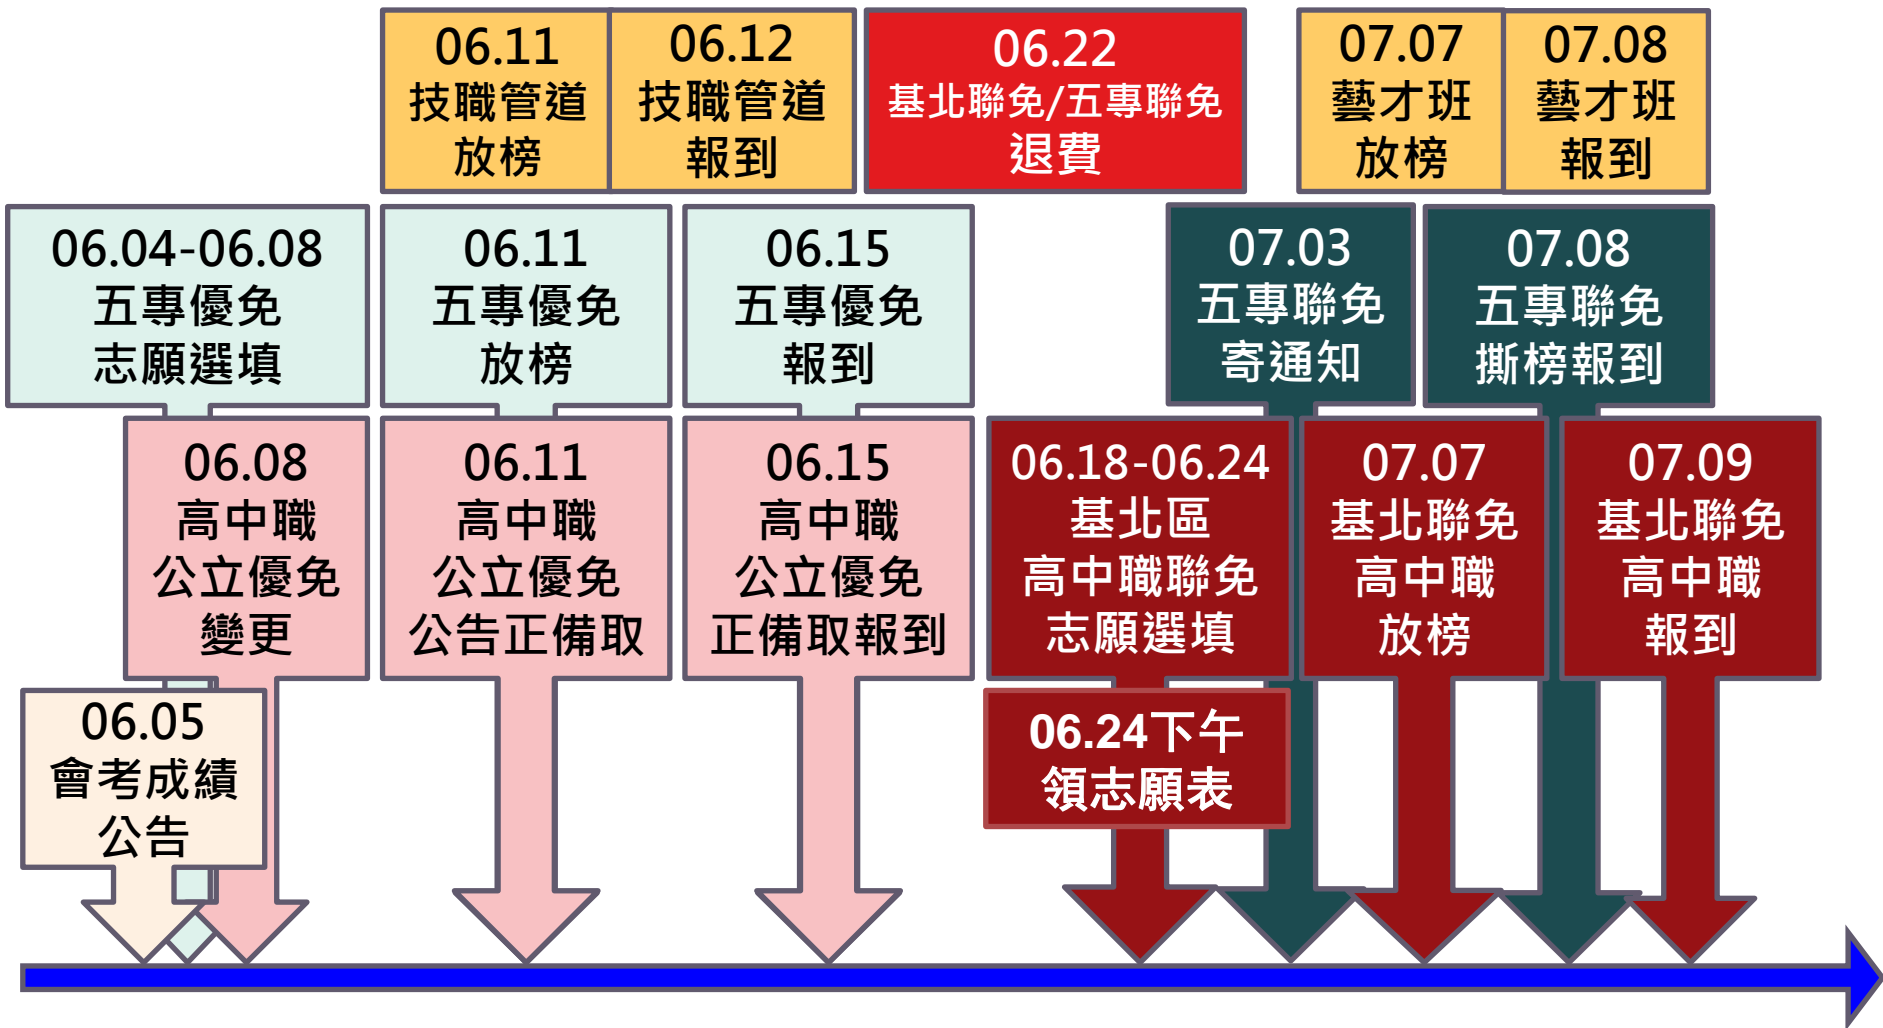 06.11
技職管道
放榜
06.12
技職管道
報到
06.22
基北聯免/五專聯免
退費
07.07
藝才班
放榜
07.08
藝才班
報到
06.04-06.08
五專優免
志願選填
06.11
五專優免
放榜
06.15
五專優免
報到
07.03
五專聯免
寄通知
07.08
五專聯免
撕榜報到
06.08
高中職
公立優免
變更
06.11
高中職
公立優免
公告正備取
06.15
高中職
公立優免
正備取報到
06.18-06.24
基北區
高中職聯免
志願選填
07.07
基北聯免
高中職
放榜
07.09
基北聯免
高中職
報到
06.05
會考成績
公告
06.24下午
領志願表